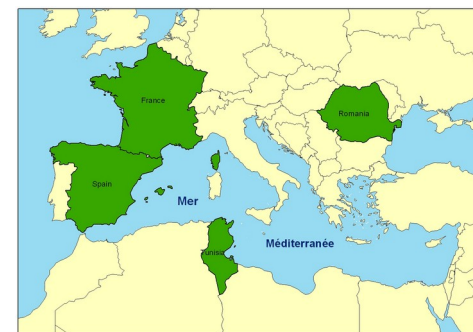 France
Romania
Spain
Mer
Méditerranée
Tunisia